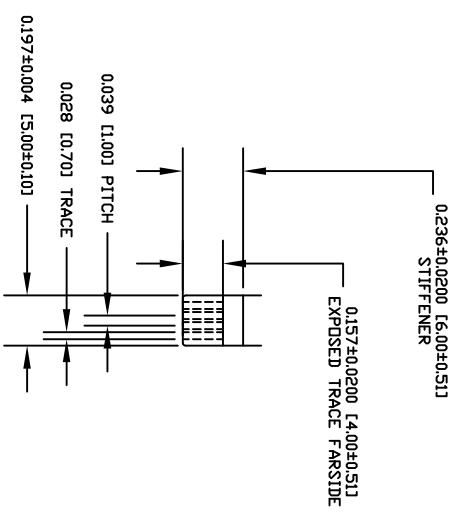 0.236±0.0200 [6.00±0.51]
STIFFENER
0.157±0.0200 [4.00±0.51]
EXPOSED TRACE FARSIDE
0.039 [1.00] PITCH
0.028 [0.70] TRACE
0.197±0.004 [5.00±0.10]